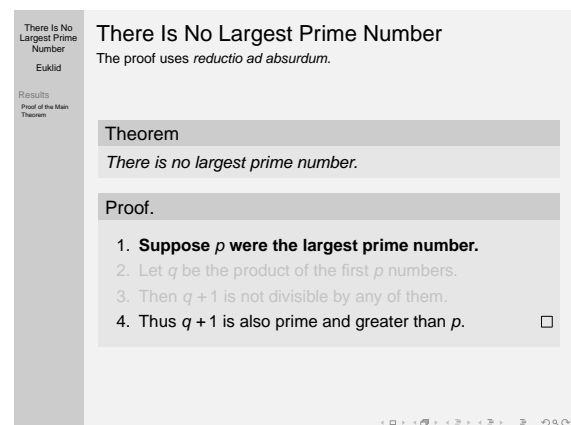 There Is No
Largest Prime
Number
Euklid
Results
Proof of the Main
Theorem
There Is No Largest Prime Number
The proof uses reductio ad absurdum.
Theorem
There is no largest prime number.
Proof.
1. Suppose p were the largest prime number.
2. Let q be the product of the first p numbers.
3. Then q + 1 is not divisible by any of them.
4. Thus q + 1 is also prime and greater than p.